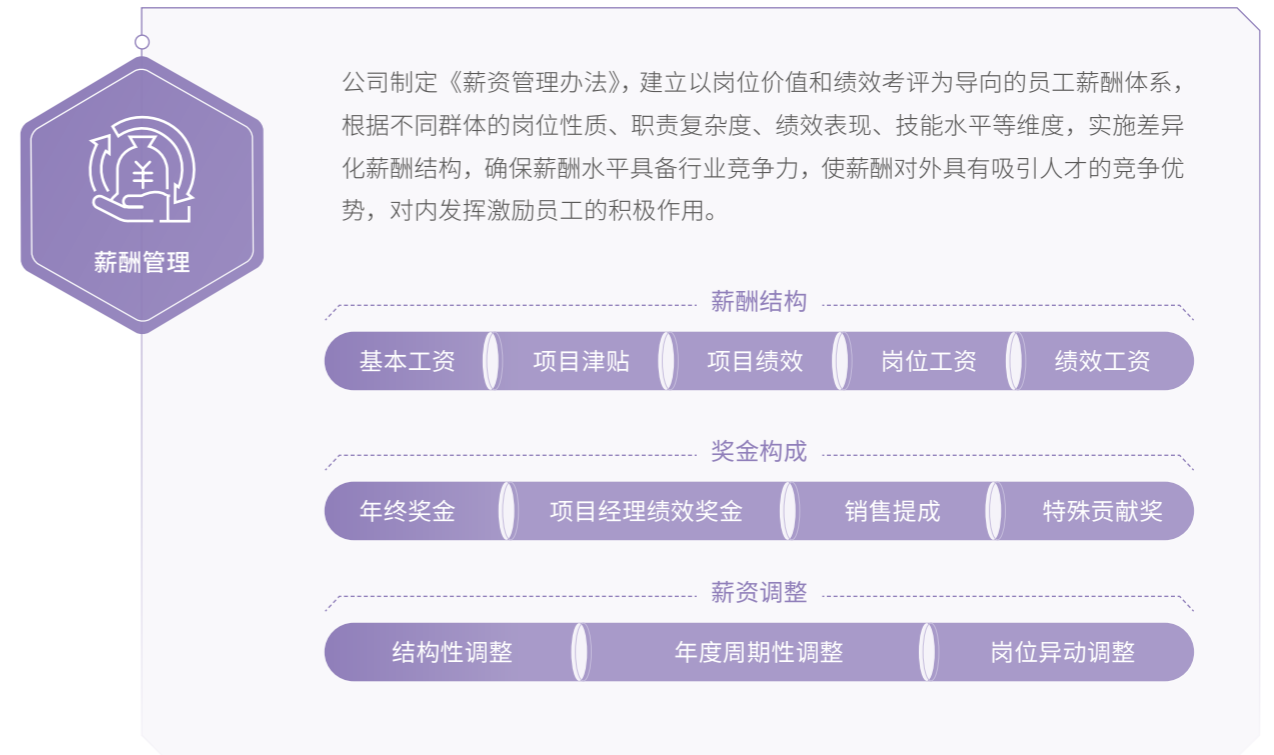 公司制定《薪资管理办法》，建立以岗位价值和绩效考评为导向的员工薪酬体系，
根据不同群体的岗位性质、职责复杂度、绩效表现、技能水平等维度，实施差异
化薪酬结构，确保薪酬水平具备行业竞争力，使薪酬对外具有吸引人才的竞争优
势，对内发挥激励员工的积极作用。
¥
薪酬管理
薪酬结构
基本工资 项目津贴 项目绩效 岗位工资 绩效工资
奖金构成
年终奖金 项目经理绩效奖金 销售提成 特殊贡献奖
薪资调整
结构性调整 年度周期性调整 岗位异动调整